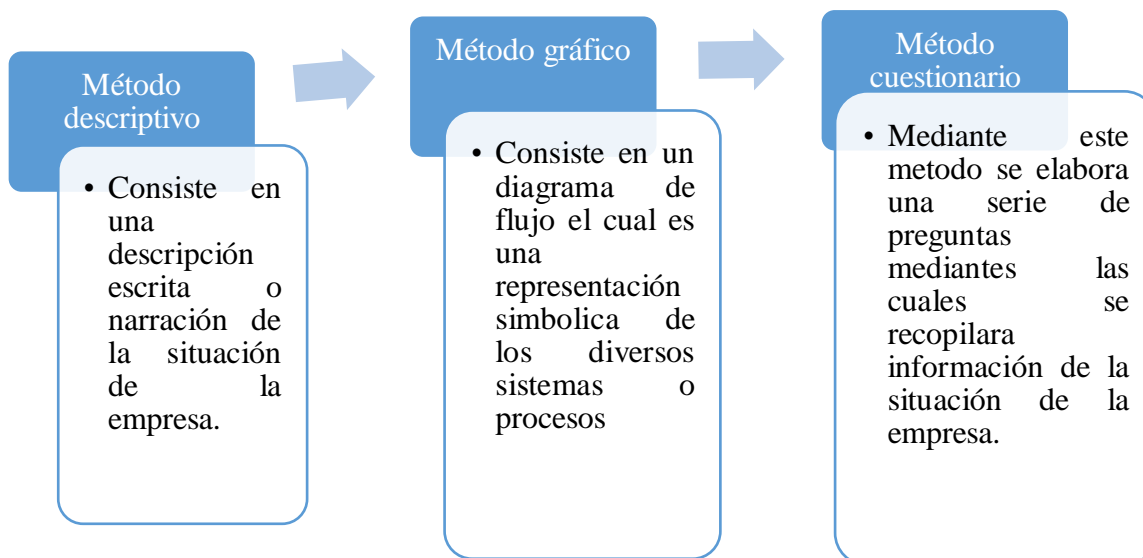 Método
descriptivo
• Consiste en
una
descripción
escrita o
narración de
la situación
de la
empresa.
Método gráfico
• Consiste en un
diagrama de
flujo el cual es
una
representación
simbolica de
los diversos
sistemas o
procesos
Método
cuestionario
• Mediante este
metodo se elabora
una serie de
preguntas
mediantes las
cuales se
recopilara
información de la
situación de la
empresa.